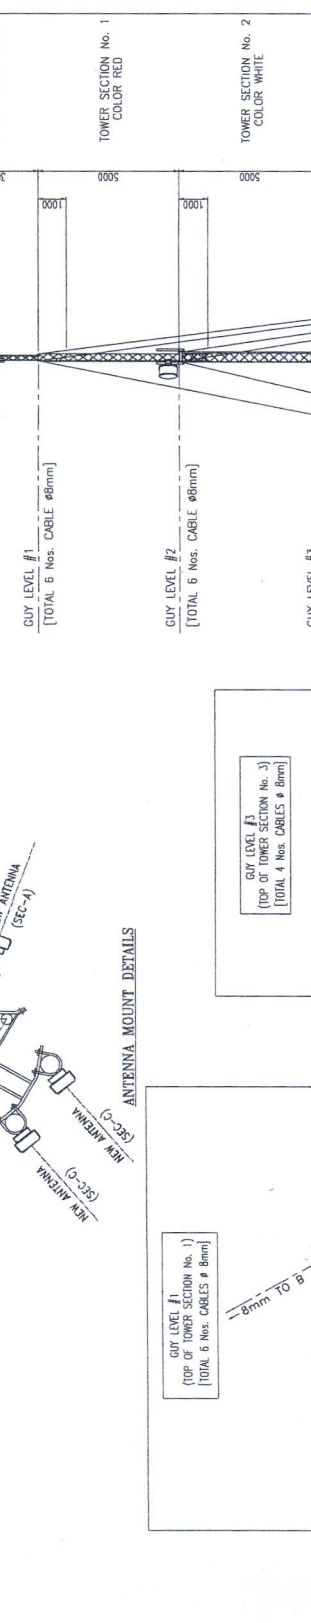 TOWER SECTION No. 1
COLOR RED
TOWER SECTION No. 2
COLOR WHITE
5000
5000
1000
1000
GUY LEVEL #1
[TOTAL 6 Nos. CABLE ø8mm]
GUY LEVEL #2
[TOTAL 6 Nos. CABLE ø8mm]
GUY LEVEL #3
ANTENNA
(SEC-A)
NEW ANTENNA
(SEC-C)
NEW ANTENNA
(SEC-C)
ANTENNA MOUNT DETAILS
GUY LEVEL #3
(TOP OF TOWER SECTION No. 3)
[TOTAL 4 Nos. CABLES ø 8mm]
GUY LEVEL #1
(TOP OF TOWER SECTION No. 1)
[TOTAL 6 Nos. CABLES ø 8mm]
8mm TO B